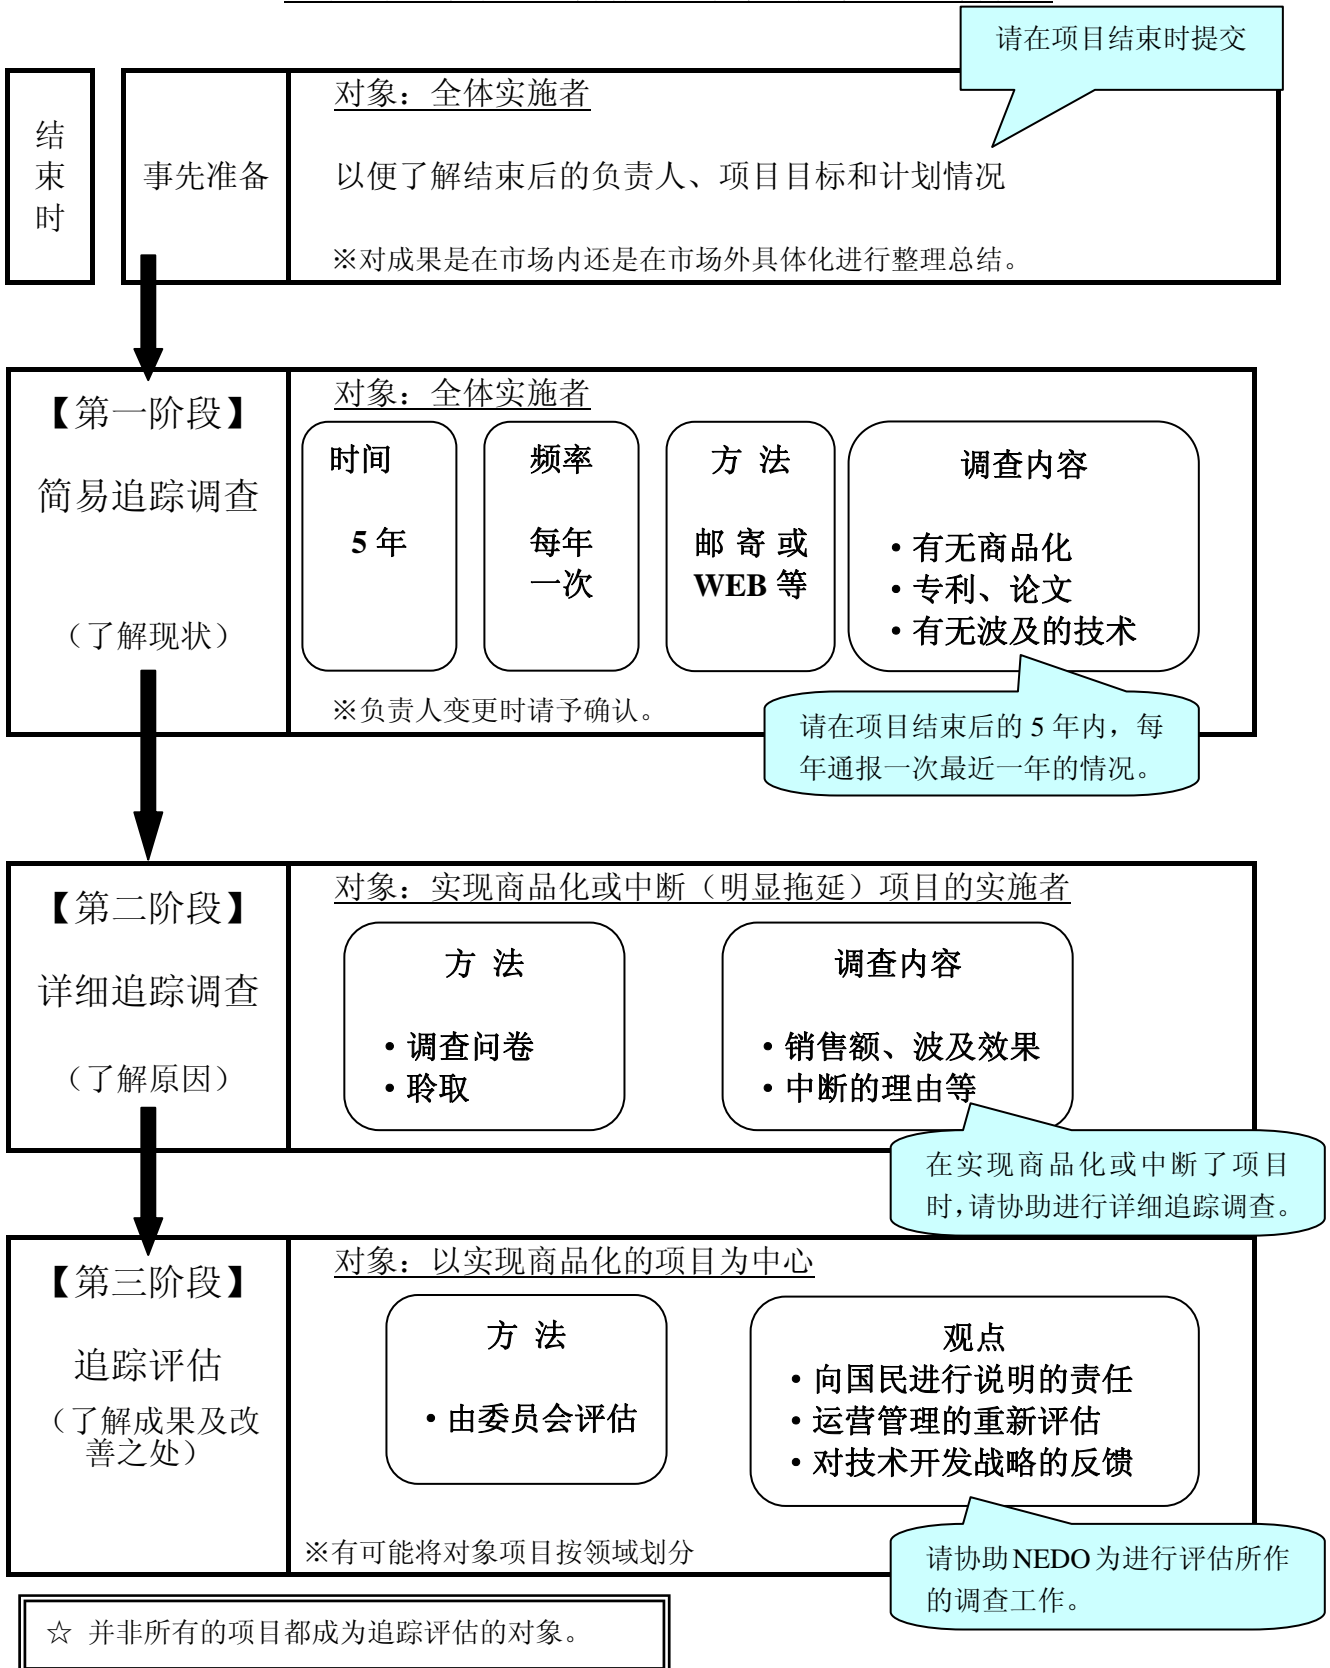 请在项目结束时提交
结
束
时
事先准备
对象：全体实施者
以便了解结束后的负责人、项目目标和计划情况
※对成果是在市场内还是在市场外具体化进行整理总结。
【第一阶段】
简易追踪调查
（了解现状）
对象：全体实施者
时间
5 年
频率
每年
一次
方 法
邮 寄 或
WEB 等
调查内容
・有无商品化
・专利、论文
・有无波及的技术
※负责人变更时请予确认。
请在项目结束后的 5 年内，每
年通报一次最近一年的情况。
【第二阶段】
详细追踪调查
（了解原因）
对象：实现商品化或中断（明显拖延）项目的实施者
方 法
・调查问卷
・聆取
调查内容
・销售额、波及效果
・中断的理由等
在实现商品化或中断了项目
时，请协助进行详细追踪调查。
【第三阶段】
追踪评估
（了解成果及改
善之处）
对象：以实现商品化的项目为中心
方 法
・由委员会评估
观点
・向国民进行说明的责任
・运营管理的重新评估
・对技术开发战略的反馈
※有可能将对象项目按领域划分
请协助 NEDO 为进行评估所作
的调查工作。
☆ 并非所有的项目都成为追踪评估的对象。